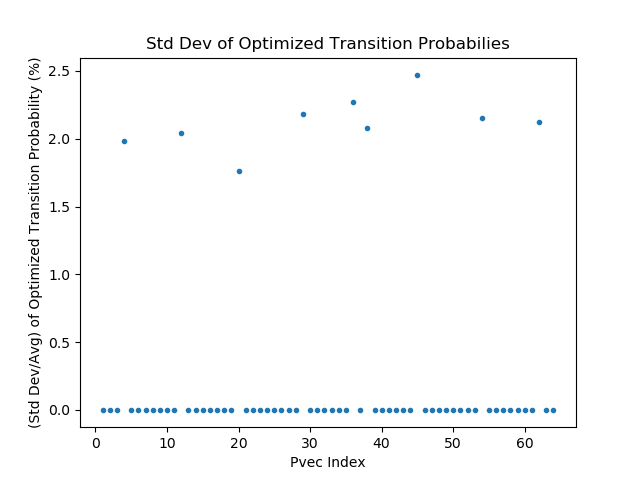 Std Dev of Optimized Transition Probabilies
(Std Dev/Avg) of Optimized Transition Probability (%)
2.5
2.0
1.5
1.0
0.5
0.0
0 10 20 30 40 50 60
Pvec Index